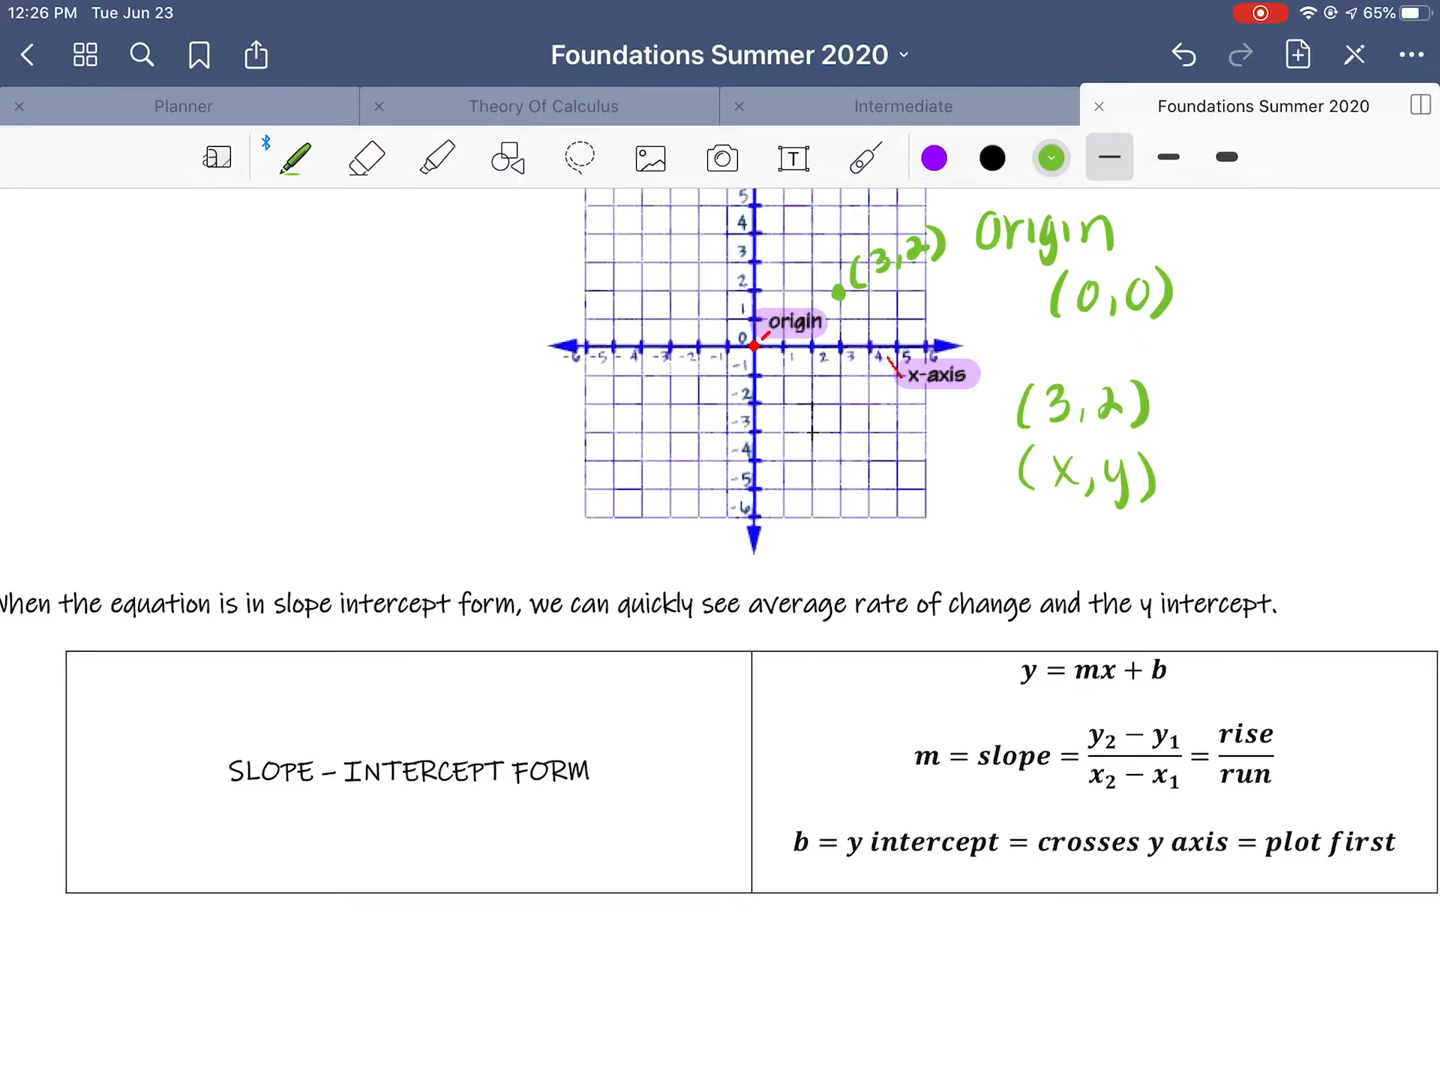 12:26 PM Tue Jun 23
65%
Foundations Summer 2020
Planner
Theory Of Calculus
Intermediate
Foundations Summer 2020
T
5
4
3
2
1
0
-1
-2
-3
-4
-5
-6
-6 -5 -4 -3 -2 -1 1 2 3 4 5 6
origin
x-axis
(3,2)
Origin
(0,0)
(3,2)
(x,y)
When the equation is in slope intercept form, we can quickly see average rate of change and the y intercept.
SLOPE – INTERCEPT FORM
y = mx + b
m = slope = y₂ − y₁ / x₂ − x₁ = rise / run
b = y intercept = crosses y axis = plot first